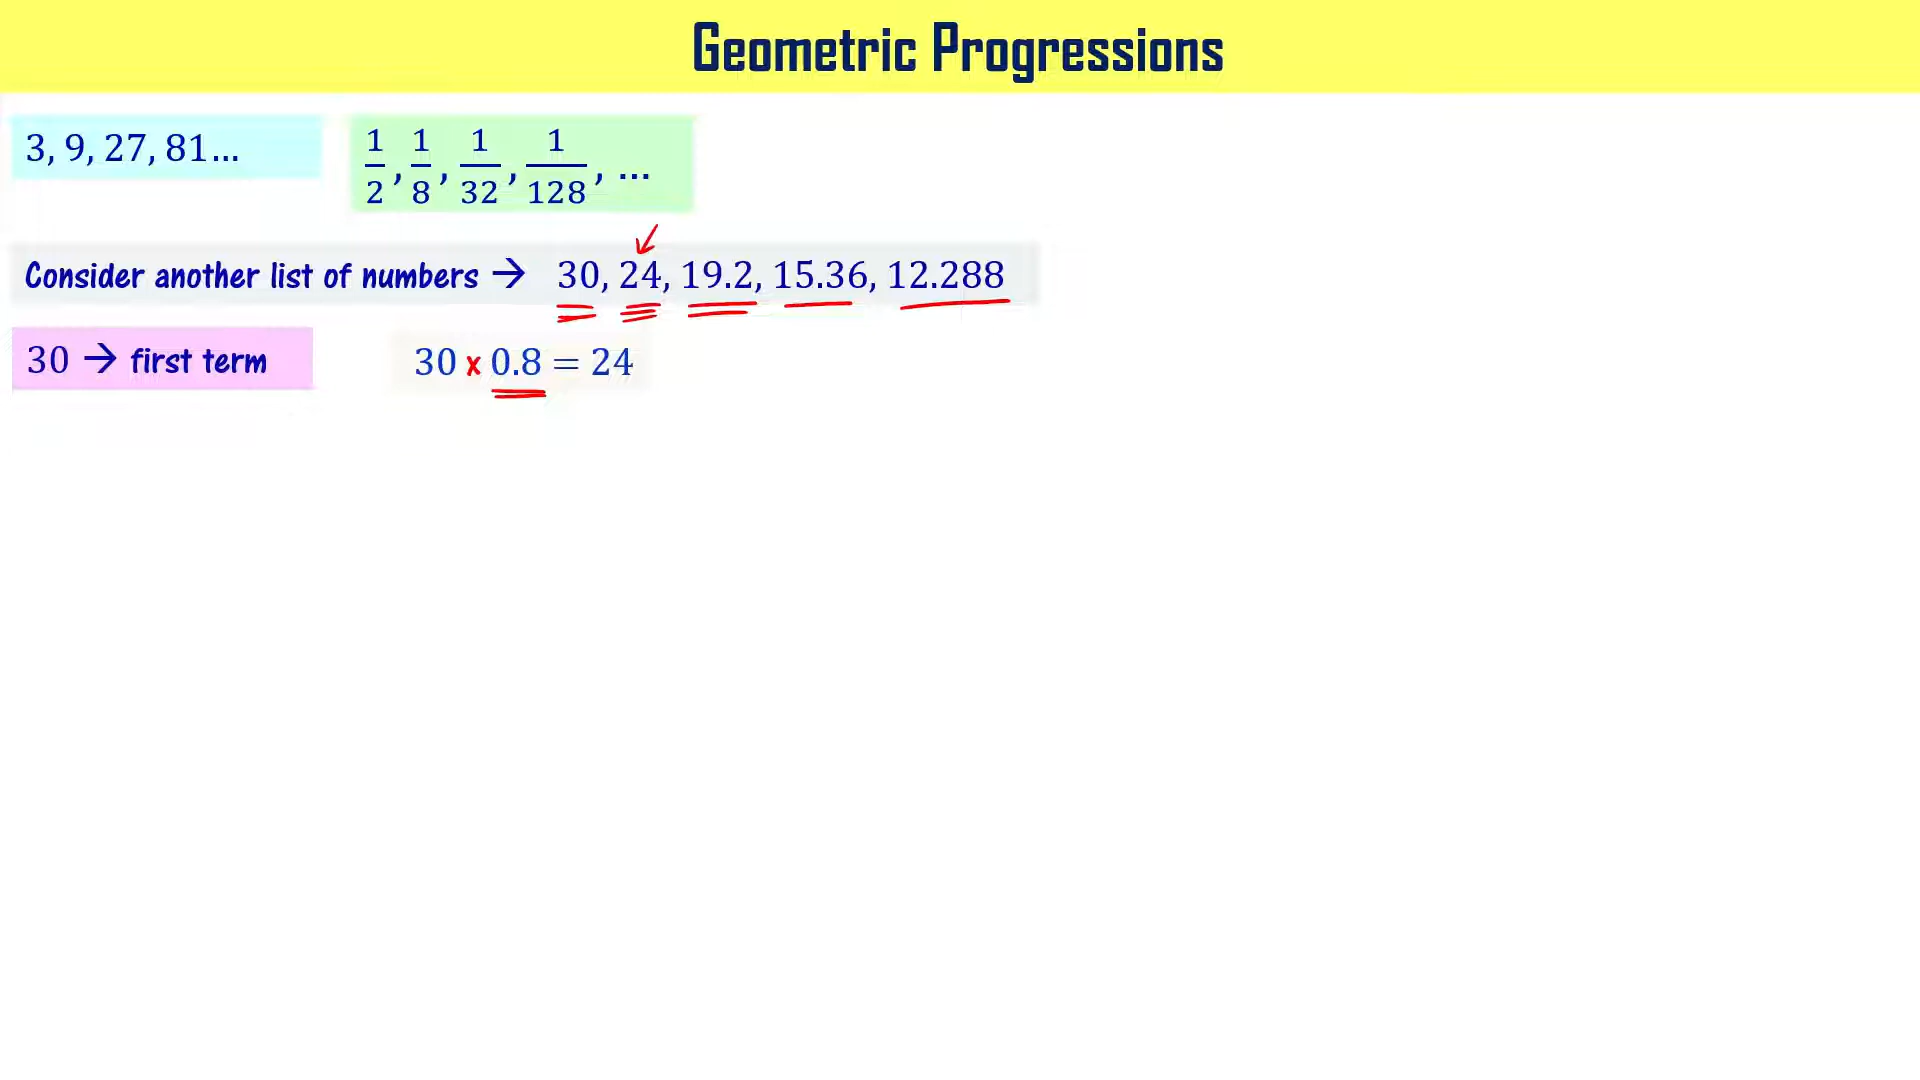 Geometric Progressions
3, 9, 27, 81...
1/2, 1/8, 1/32, 1/128, ...
Consider another list of numbers → 30, 24, 19.2, 15.36, 12.288
30 → first term
30 × 0.8 = 24